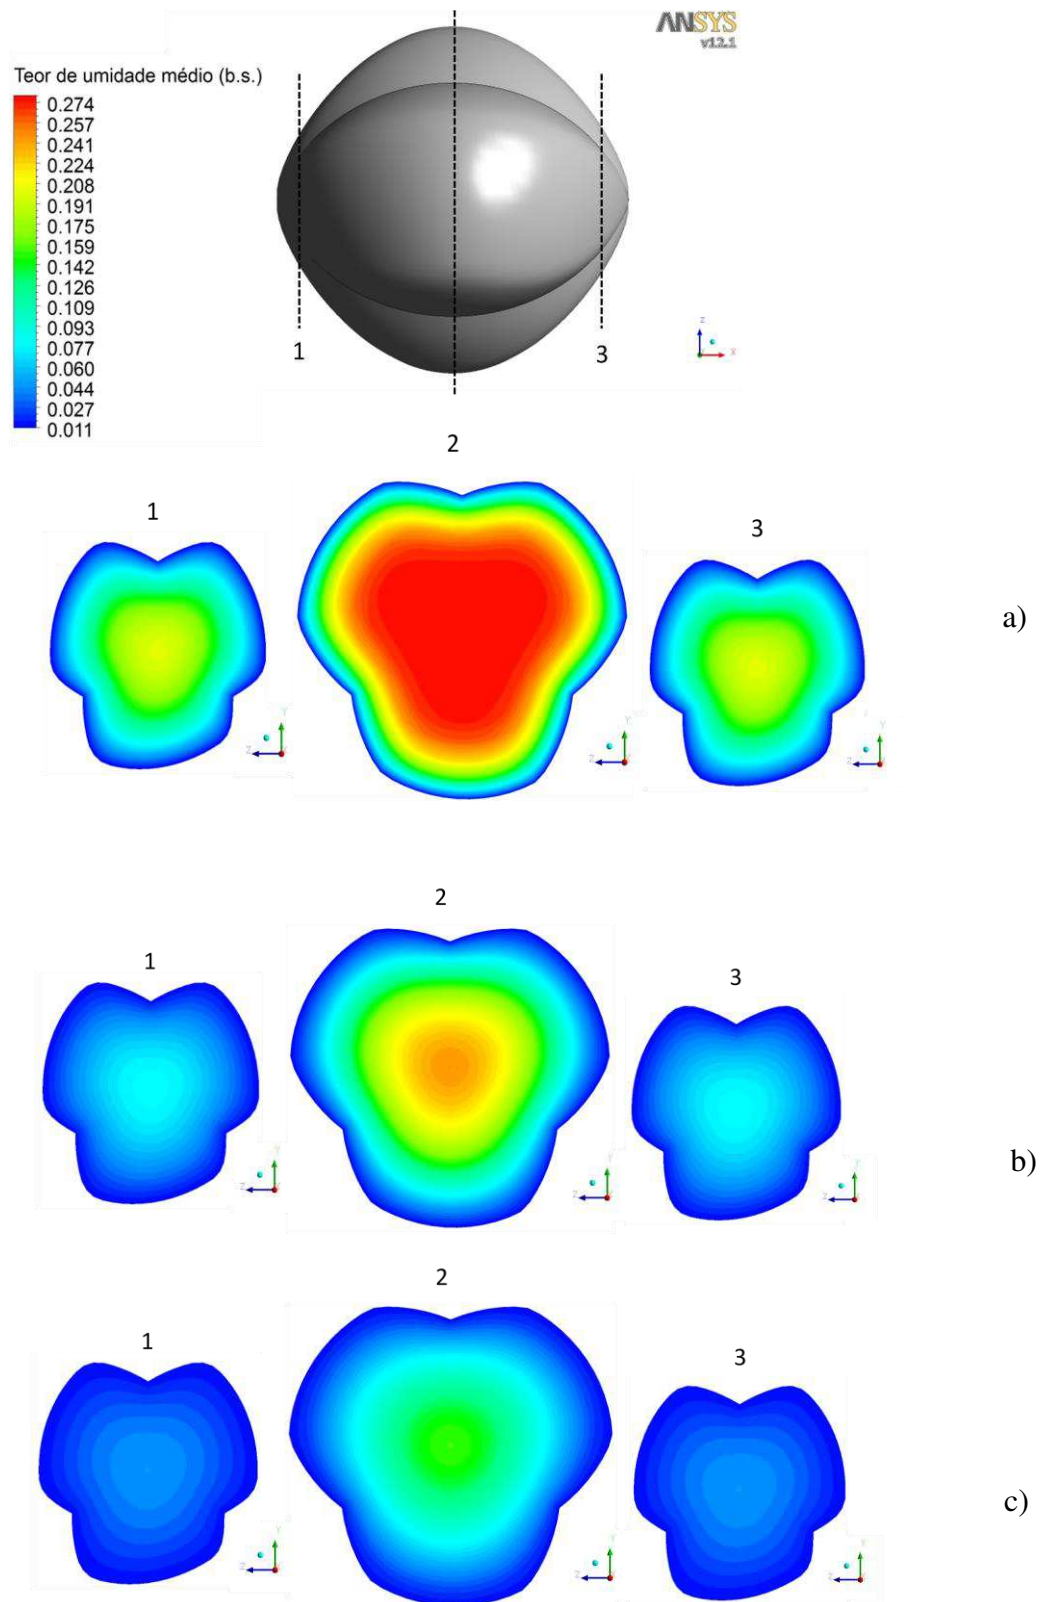 ANSYS
v12.1
Teor de umidade médio (b.s.)
0.274
0.257
0.241
0.224
0.208
0.191
0.175
0.159
0.142
0.126
0.109
0.093
0.077
0.060
0.044
0.027
0.011
1
3
Z
X
2
1
3
a)
Y
Z
Y
Z
Y
Z
2
1
3
b)
Y
Z
Y
Z
Y
Z
2
1
3
c)
Y
Z
Y
Z
Y
Z